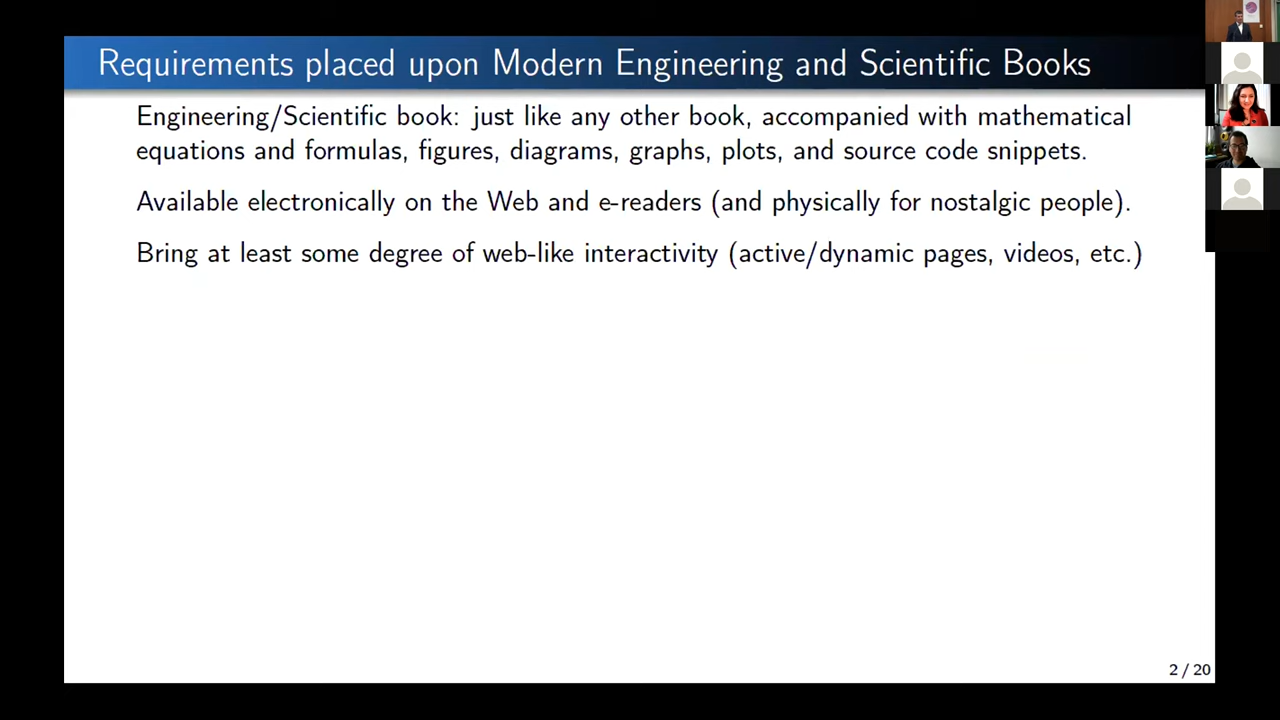 Requirements placed upon Modern Engineering and Scientific Books
Engineering/Scientific book: just like any other book, accompanied with mathematical
equations and formulas, figures, diagrams, graphs, plots, and source code snippets.
Available electronically on the Web and e-readers (and physically for nostalgic people).
Bring at least some degree of web-like interactivity (active/dynamic pages, videos, etc.)
2 / 20